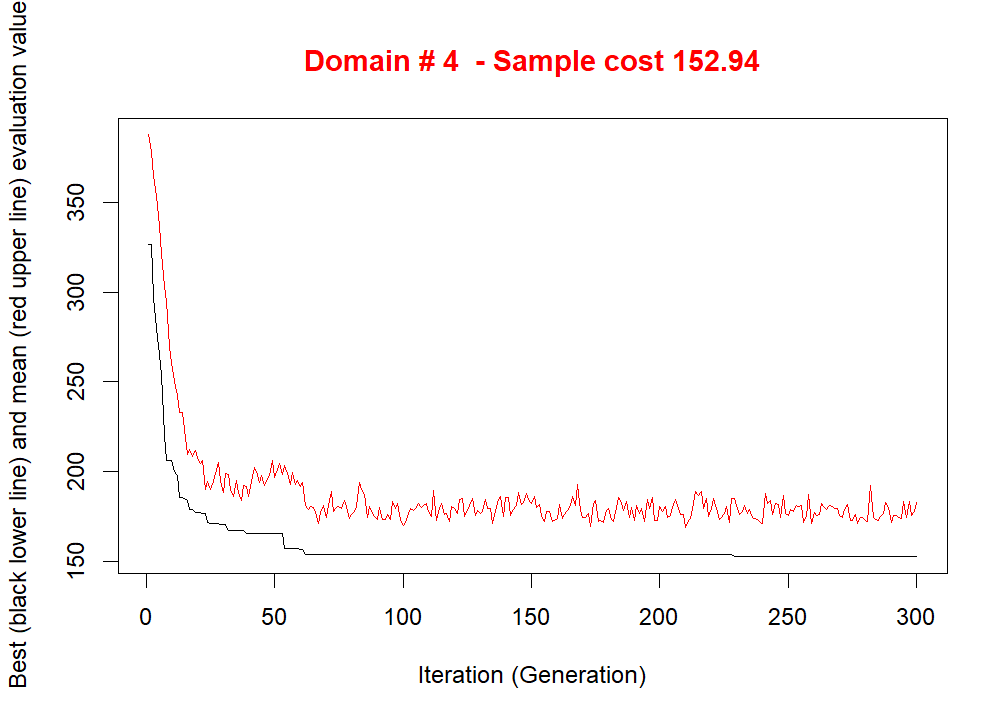 Domain # 4  - Sample cost 152.94
Best (black lower line) and mean (red upper line) evaluation value
350
300
250
200
150
0 50 100 150 200 250 300
Iteration (Generation)